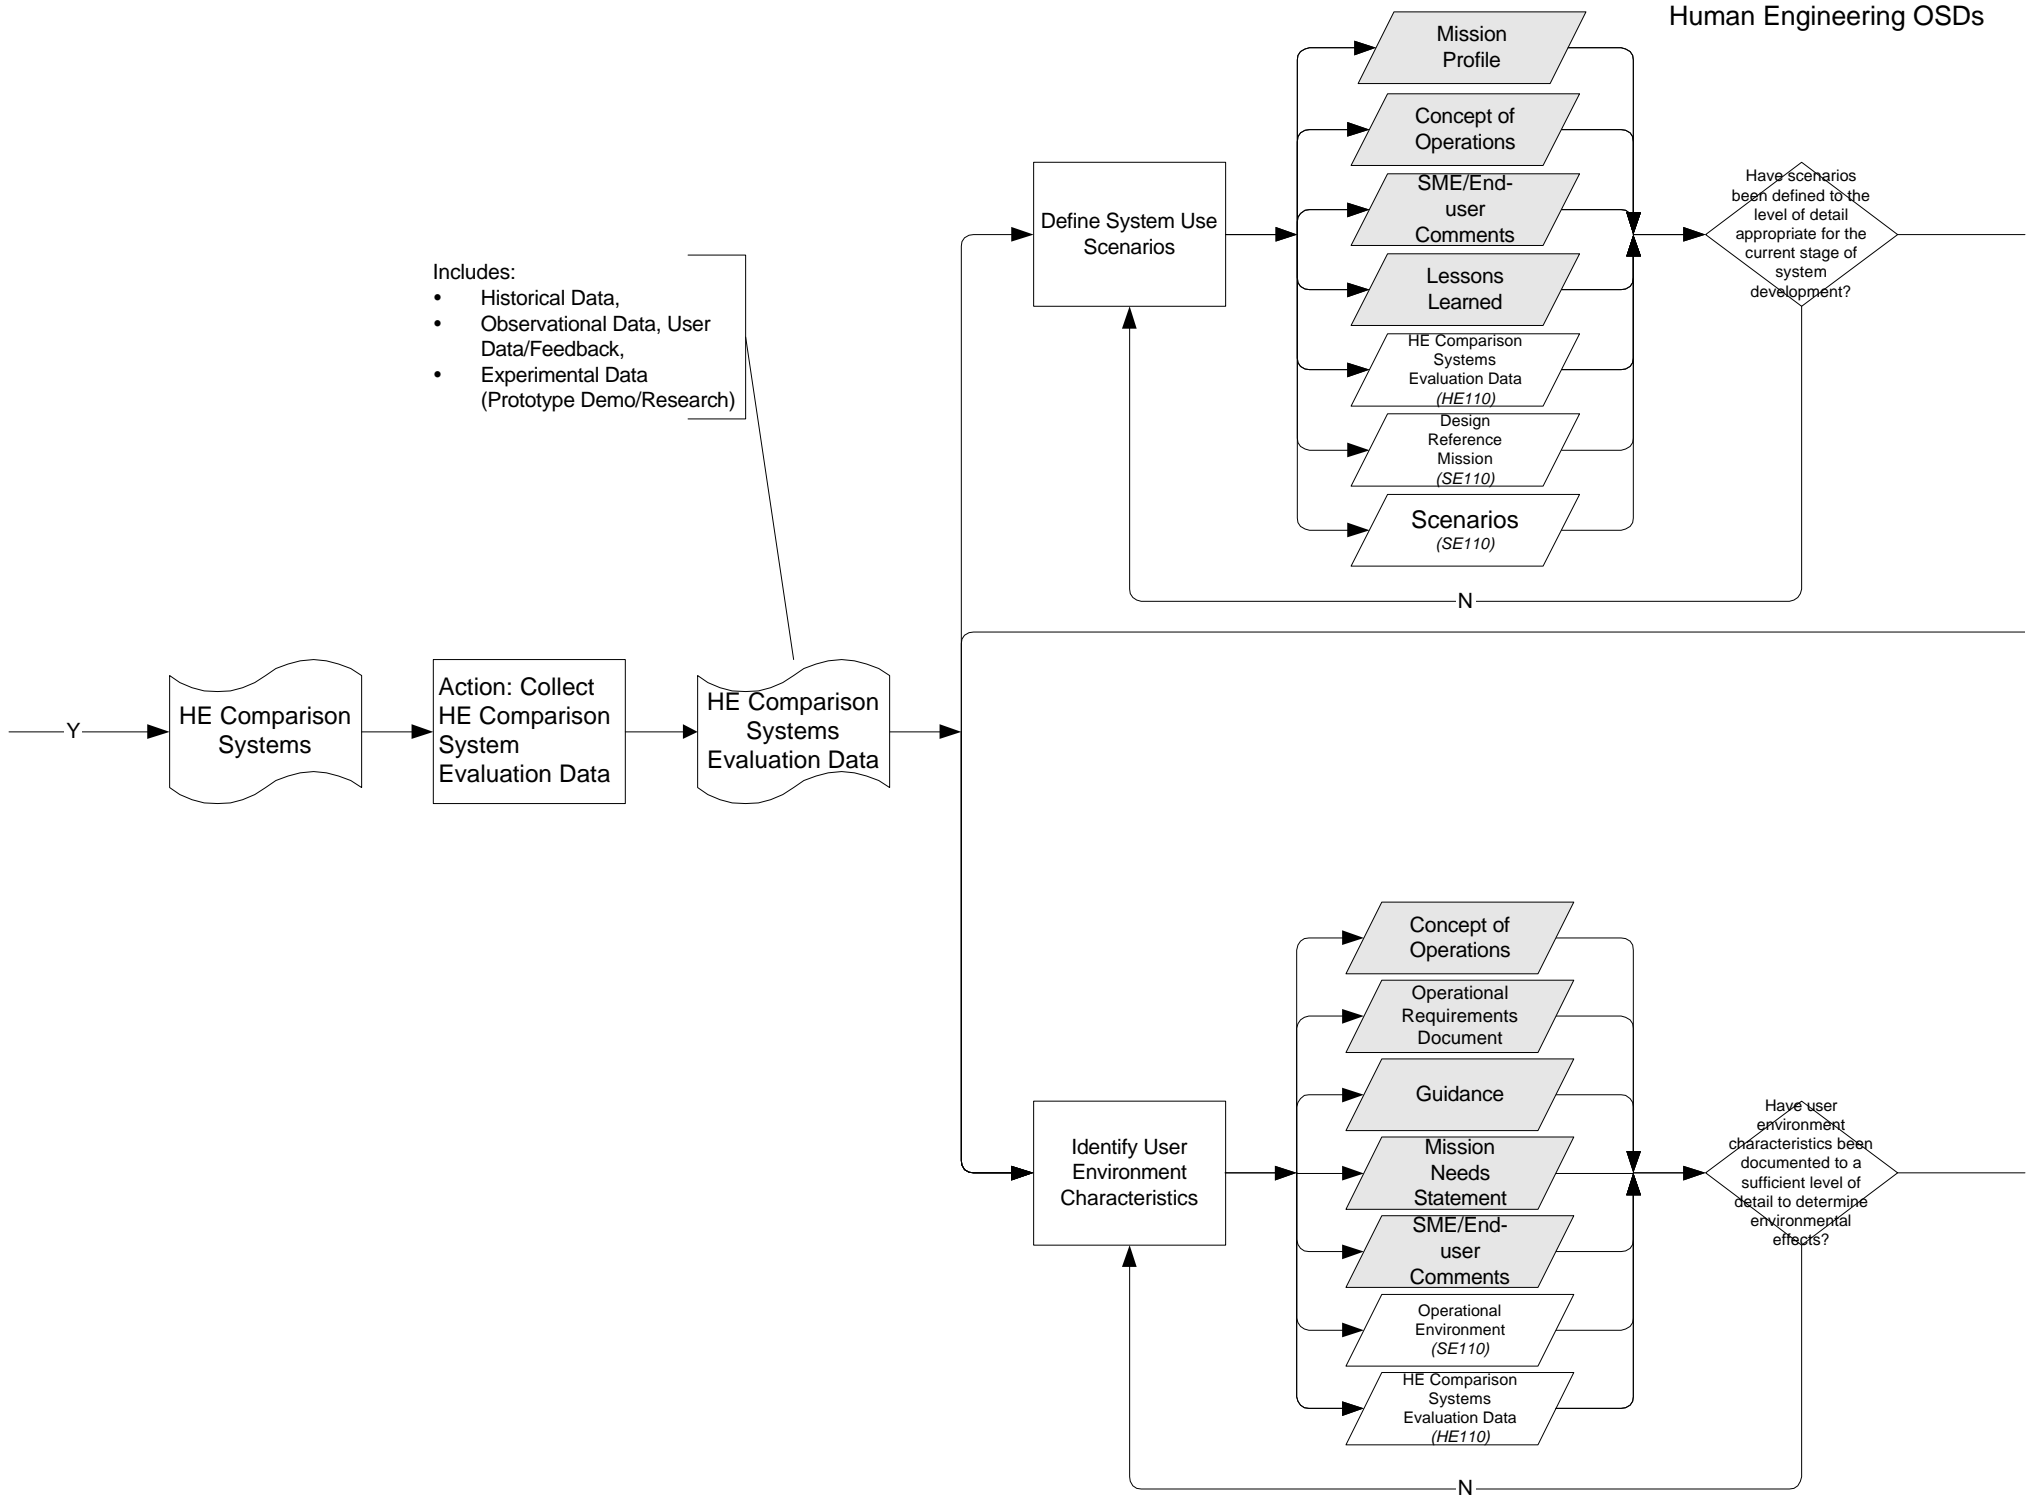 Human Engineering OSDs
Mission
Profile
Concept of
Operations
SME/End-
user
Comments
Lessons
Learned
HE Comparison
Systems
Evaluation Data
(HE110)
Design
Reference
Mission
(SE110)
Scenarios
(SE110)
Define System Use
Scenarios
Have scenarios
been defined to the
level of detail
appropriate for the
current stage of
system
development?
N
Includes:
• Historical Data,
• Observational Data, User
Data/Feedback,
• Experimental Data
(Prototype Demo/Research)
Y
HE Comparison
Systems
Action: Collect
HE Comparison
System
Evaluation Data
HE Comparison
Systems
Evaluation Data
Identify User
Environment
Characteristics
Concept of
Operations
Operational
Requirements
Document
Guidance
Mission
Needs
Statement
SME/End-
user
Comments
Operational
Environment
(SE110)
HE Comparison
Systems
Evaluation Data
(HE110)
Have user
environment
characteristics been
documented to a
sufficient level of
detail to determine
environmental
effects?
N